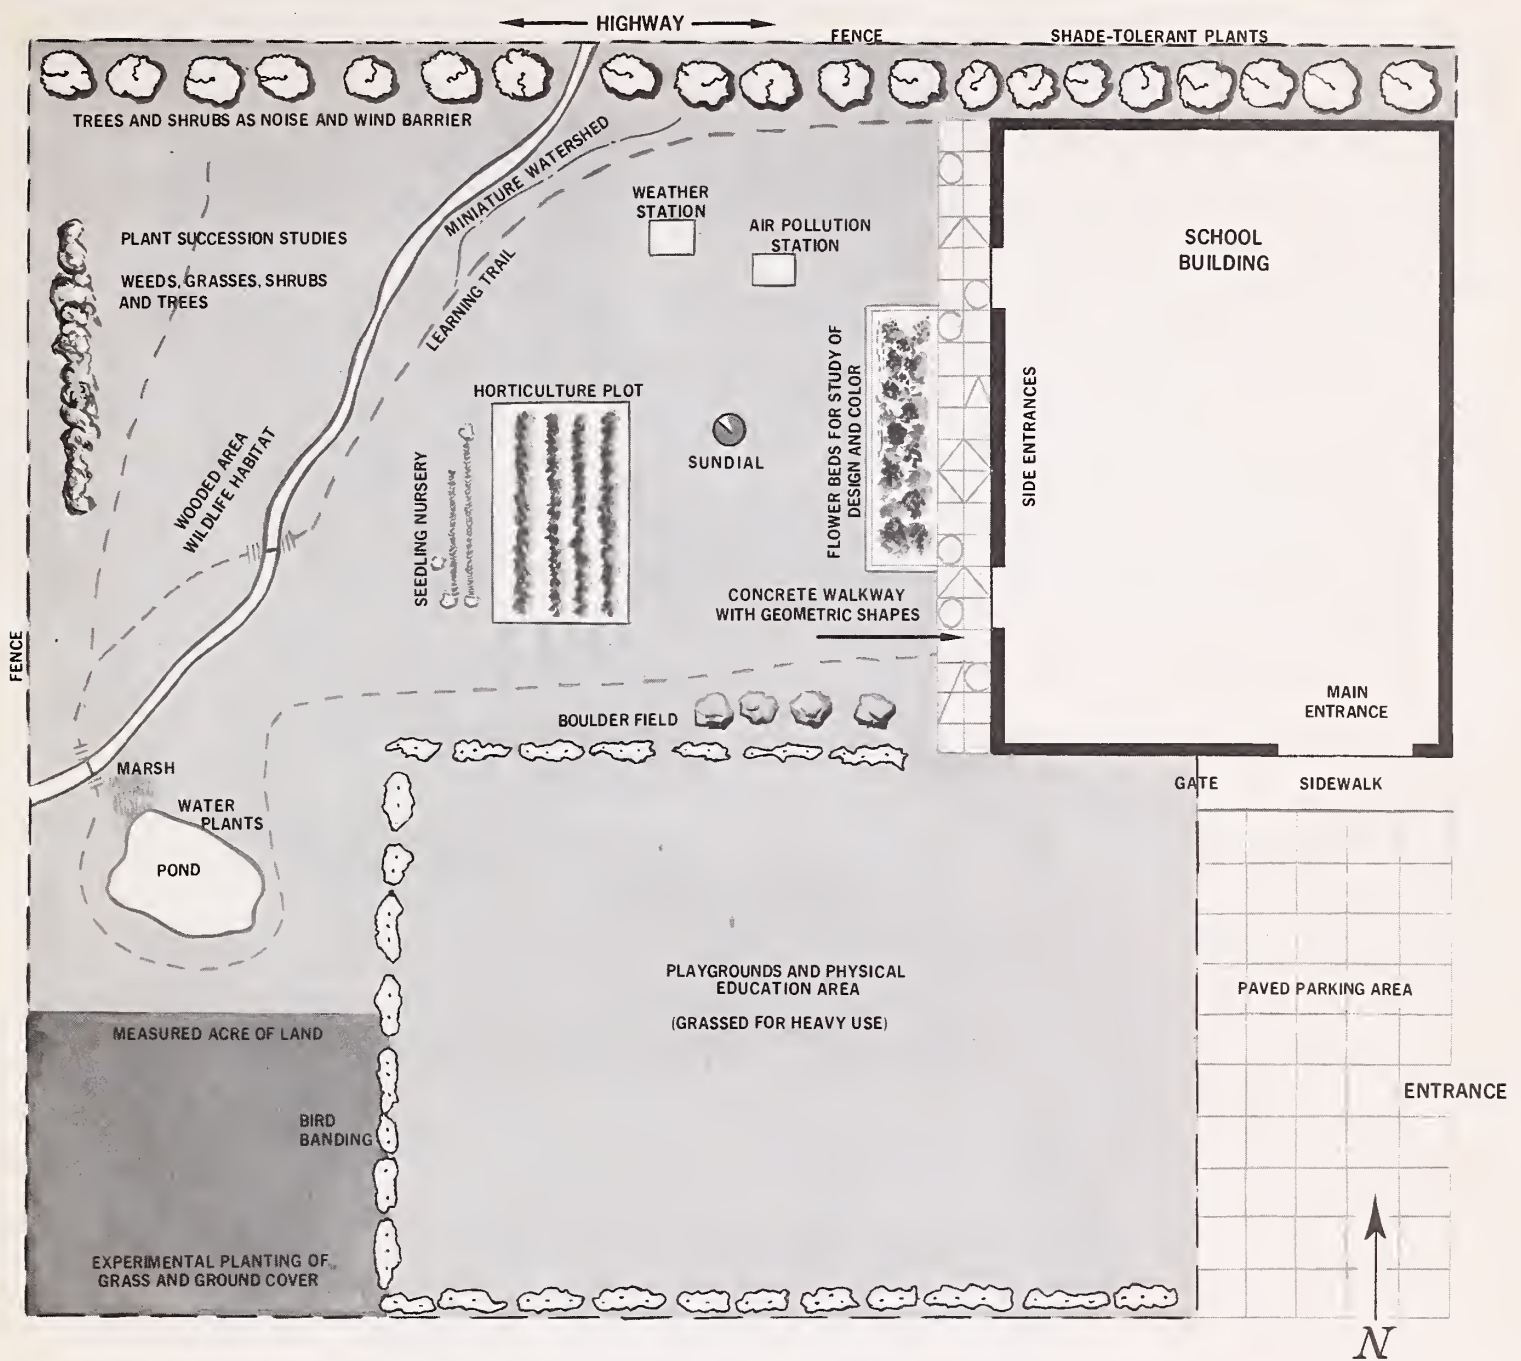 HIGHWAY
FENCE
SHADE-TOLERANT PLANTS
TREES AND SHRUBS AS NOISE AND WIND BARRIER
MINIATURE WATERSHED
WEATHER
STATION
AIR POLLUTION
STATION
SCHOOL
BUILDING
PLANT SUCCESSION STUDIES
WEEDS, GRASSES, SHRUBS
AND TREES
LEARNING TRAIL
HORTICULTURE PLOT
FLOWER BEDS FOR STUDY OF
DESIGN AND COLOR
SIDE ENTRANCES
WOODED AREA
WILDLIFE HABITAT
SEEDLING NURSERY
SUNDIAL
CONCRETE WALKWAY
WITH GEOMETRIC SHAPES
FENCE
BOULDER FIELD
MAIN
ENTRANCE
MARSH
GATE
SIDEWALK
WATER
PLANTS
POND
PLAYGROUNDS AND PHYSICAL
EDUCATION AREA
(GRASSED FOR HEAVY USE)
PAVED PARKING AREA
MEASURED ACRE OF LAND
ENTRANCE
BIRD
BANDING
EXPERIMENTAL PLANTING OF
GRASS AND GROUND COVER
N